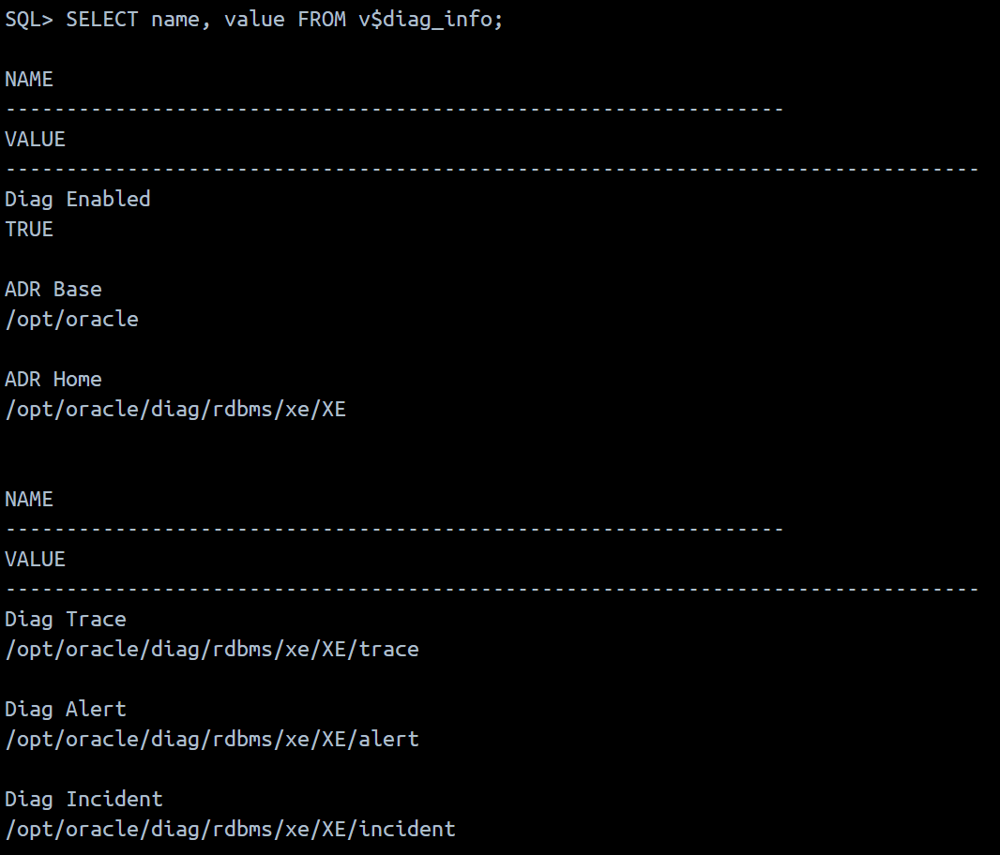 SQL> SELECT name, value FROM v$diag_info;
NAME
----------------------------------------------------------------
VALUE
--------------------------------------------------------------------------------
Diag Enabled
TRUE
ADR Base
/opt/oracle
ADR Home
/opt/oracle/diag/rdbms/xe/XE
NAME
----------------------------------------------------------------
VALUE
--------------------------------------------------------------------------------
Diag Trace
/opt/oracle/diag/rdbms/xe/XE/trace
Diag Alert
/opt/oracle/diag/rdbms/xe/XE/alert
Diag Incident
/opt/oracle/diag/rdbms/xe/XE/incident